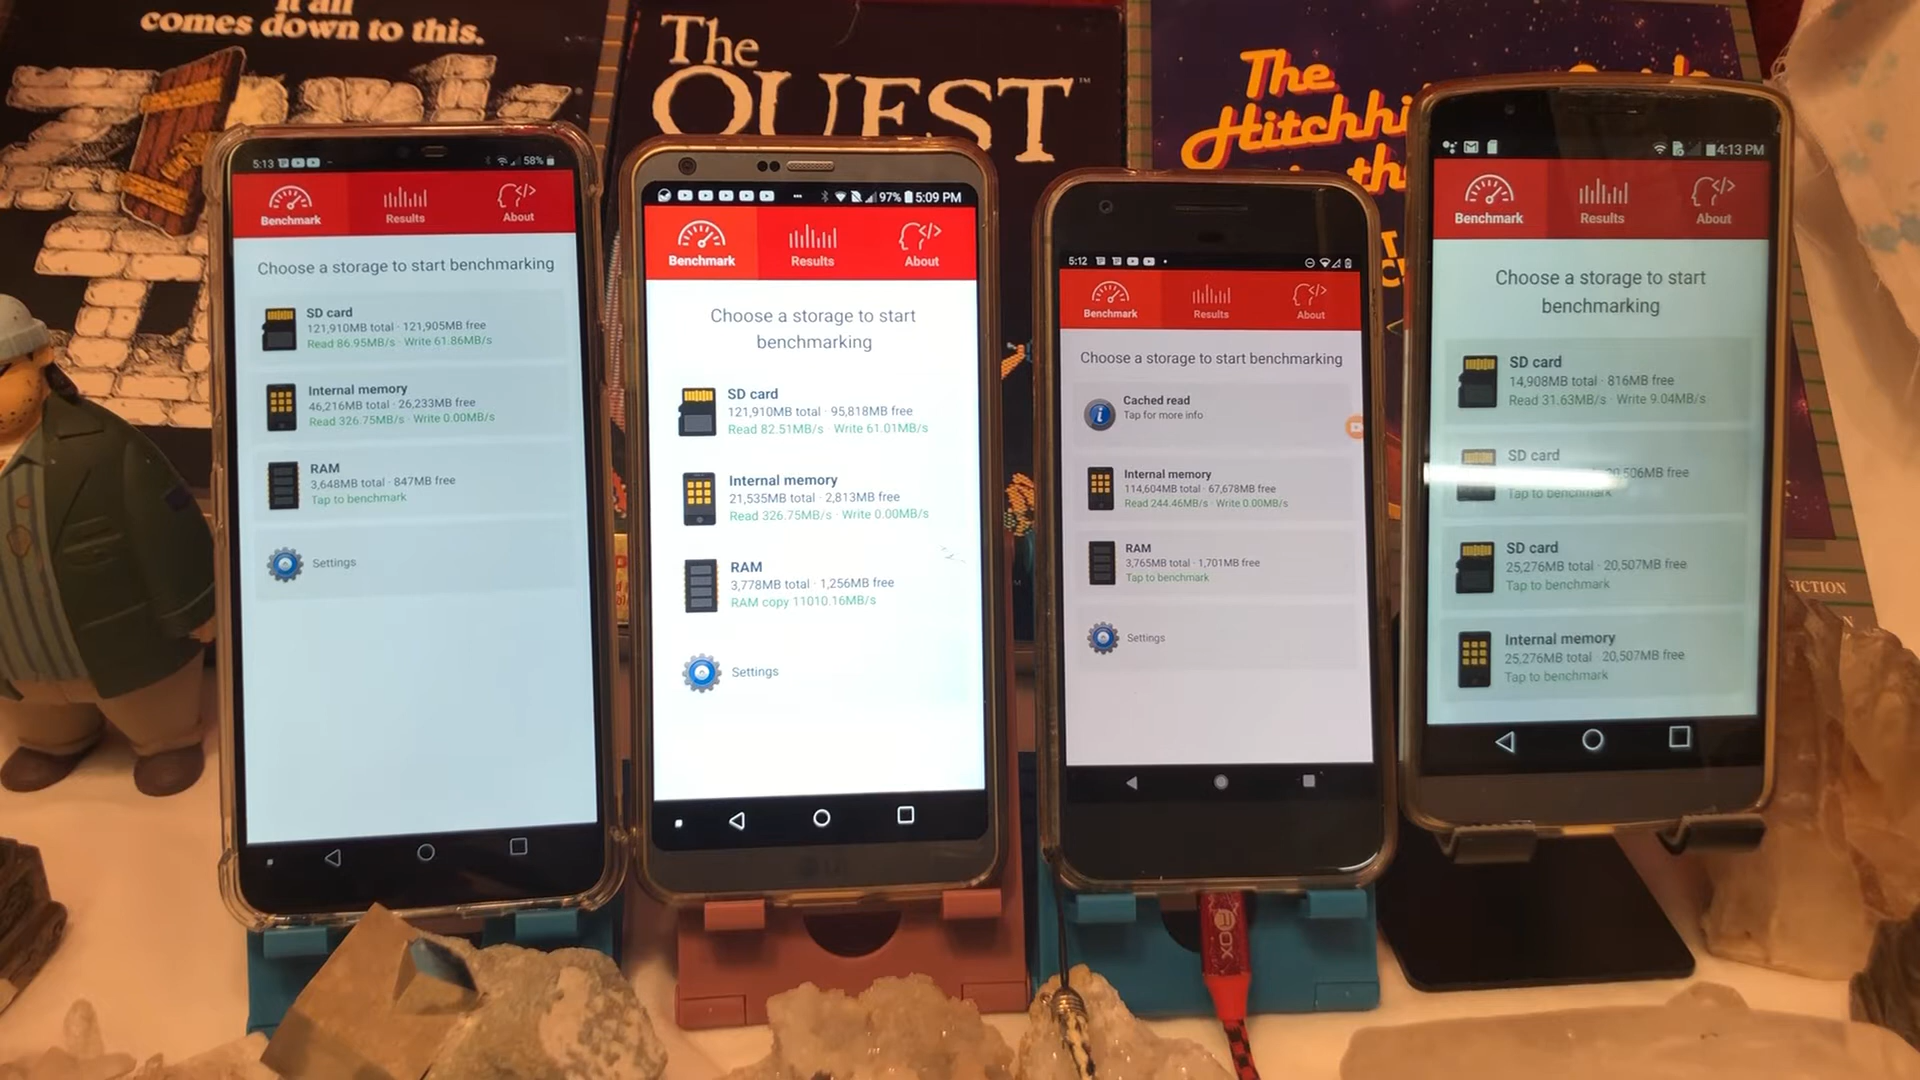 It all
comes down to this.
The
QUEST
The
Hitchhi
the
FICTION
5:13
58%
Benchmark
Results
About
Choose a storage to start benchmarking
SD card
121,910MB total · 121,905MB free
Read 86.95MB/s · Write 61.86MB/s
Internal memory
46,216MB total · 26,233MB free
Read 326.75MB/s · Write 0.00MB/s
RAM
3,648MB total · 847MB free
Tap to benchmark
Settings
97% 5:09 PM
Benchmark
Results
About
Choose a storage to start
benchmarking
SD card
121,910MB total · 95,818MB free
Read 82.51MB/s · Write 61.01MB/s
Internal memory
21,535MB total · 2,813MB free
Read 326.75MB/s · Write 0.00MB/s
RAM
3,778MB total · 1,256MB free
RAM copy 11010.16MB/s
Settings
LG
5:12
Benchmark
Results
About
Choose a storage to start benchmarking
Cached read
Tap for more info
Internal memory
114,604MB total · 67,678MB free
Read 244.46MB/s · Write 0.00MB/s
RAM
3,765MB total · 1,701MB free
Tap to benchmark
Settings
4:13 PM
Benchmark
Results
About
Choose a storage to start
benchmarking
SD card
14,908MB total · 816MB free
Read 31.63MB/s · Write 9.04MB/s
SD card
20,506MB free
Tap to benchmark
SD card
25,276MB total · 20,507MB free
Tap to benchmark
Internal memory
25,276MB total · 20,507MB free
Tap to benchmark